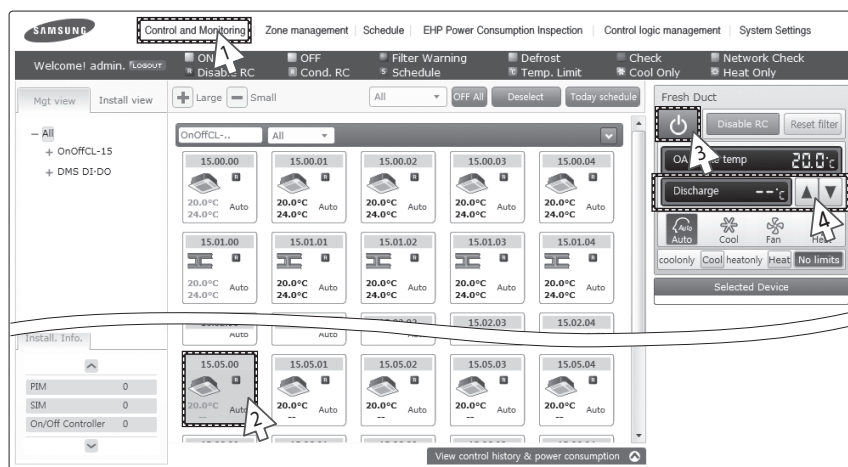 SAMSUNG
Control and Monitoring | Zone management | Schedule | EHP Power Consumption Inspection | Control logic management | System Settings
1
Welcome! admin. LOGOUT
ON OFF Filter Warning Defrost Check Network Check
Disable RC Cond. RC Schedule Temp. Limit Cool Only Heat Only
Mgt view Install view
Large Small All OFF All Deselect Today schedule
All
OnOffCL-15
DMS DI·DO
OnOffCL-.. All
15.00.00 15.00.01 15.00.02 15.00.03 15.00.04
20.0°C 20.0°C 20.0°C 20.0°C 20.0°C
Auto Auto Auto Auto Auto
24.0°C 24.0°C 24.0°C 24.0°C 24.0°C
15.01.00 15.01.01 15.01.02 15.01.03 15.01.04
20.0°C 20.0°C 20.0°C 20.0°C 20.0°C
Auto Auto Auto Auto Auto
24.0°C 24.0°C 24.0°C 24.0°C 24.0°C
15.02.03 15.02.04
Auto Auto Auto Auto Auto
15.05.00 15.05.01 15.05.02 15.05.03 15.05.04
20.0°C 20.0°C 20.0°C 20.0°C 20.0°C
Auto Auto Auto Auto Auto
-- -- -- -- --
2
Install. Info.
PIM 0
SIM 0
On/Off Controller 0
View control history & power consumption
Fresh Duct
Disable RC Reset filter
3
OA temp 20.0°C
Discharge --°C
4
Auto Cool Fan Heat
coolonly Cool heatonly Heat No limits
Selected Device